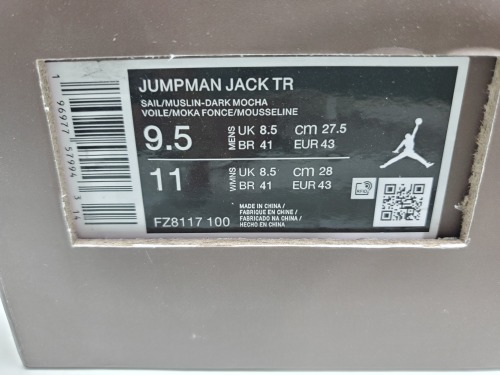 JUMPMAN JACK TR
SAIL/MUSLIN-DARK MOCHA
VOILE/MOKA FONCE/MOUSSELINE
9.5 MENS UK 8.5 CM 27.5
BR 41 EUR 43
11 WMNS UK 8.5 CM 28
BR 41 EUR 43
FZ8117 100
MADE IN CHINA /
FABRIQUE EN CHINE /
FABRICADO NA CHINA /
HECHO EN CHINA
RFID